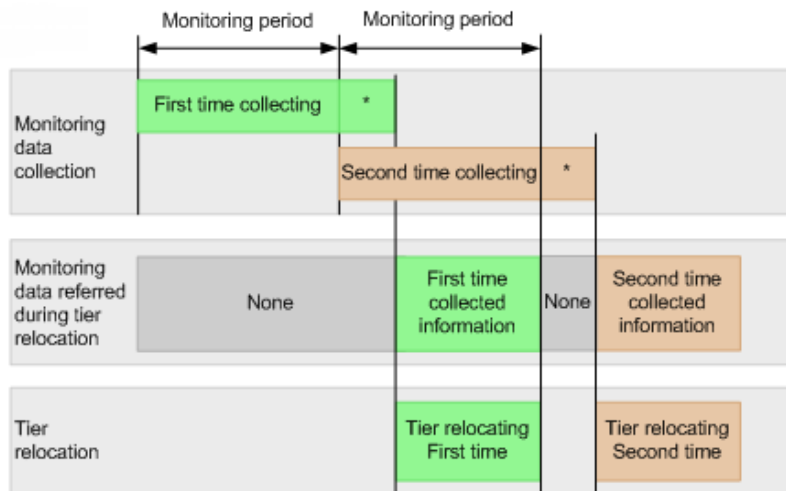 Monitoring period
Monitoring period
Monitoring
data
collection
First time collecting
*
Second time collecting
*
Monitoring
data referred
during tier
relocation
None
First time
collected
information
None
Second time
collected
information
Tier
relocation
Tier relocating
First time
Tier relocating
Second time